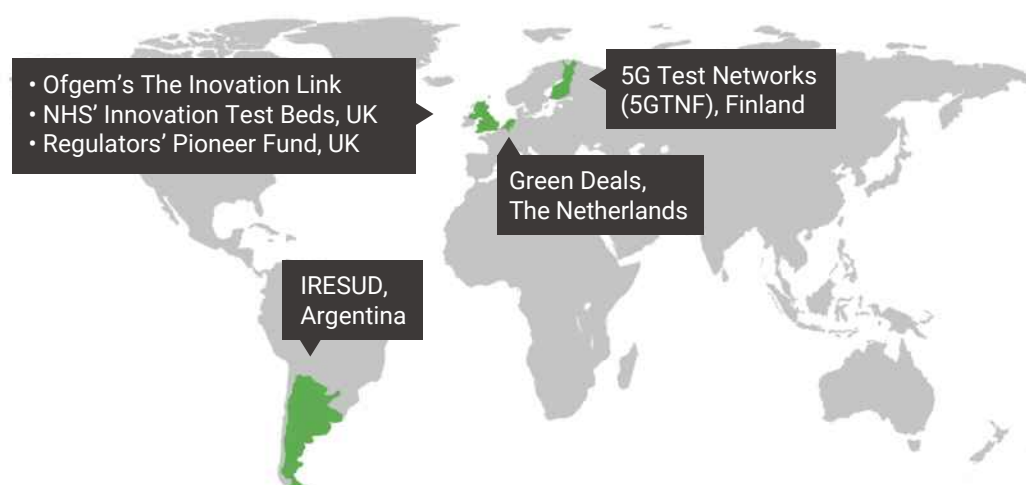 • Ofgem's The Inovation Link
• NHS' Innovation Test Beds, UK
• Regulators' Pioneer Fund, UK
5G Test Networks
(5GTNF), Finland
Green Deals,
The Netherlands
IRESUD,
Argentina